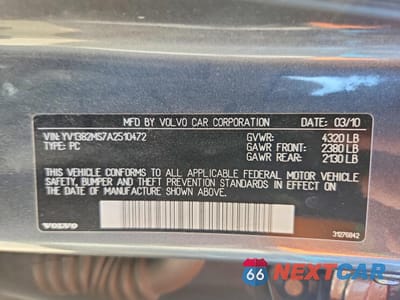 MFD BY VOLVO CAR CORPORATION DATE: 03/10
VIN: YV1382MS7A2510472 GVWR: 4320 LB
TYPE: PC GAWR FRONT: 2380 LB
GAWR REAR: 2130 LB
THIS VEHICLE CONFORMS TO ALL APPLICABLE FEDERAL MOTOR VEHICLE
SAFETY, BUMPER, AND THEFT PREVENTION STANDARDS IN EFFECT ON
THE DATE OF MANUFACTURE SHOWN ABOVE.
VOLVO 31276842
66 NEXTCAR